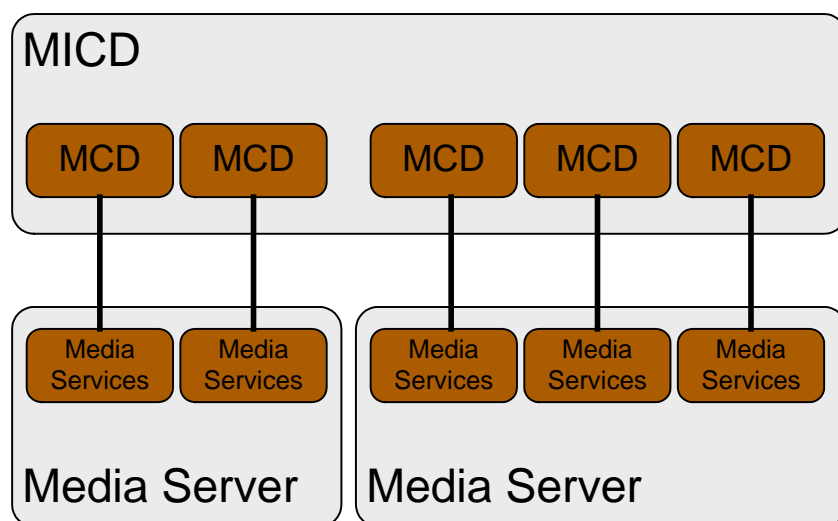 MICD
MCD MCD MCD MCD MCD
Media Media Media Media Media
Services Services Services Services Services
Media Server Media Server